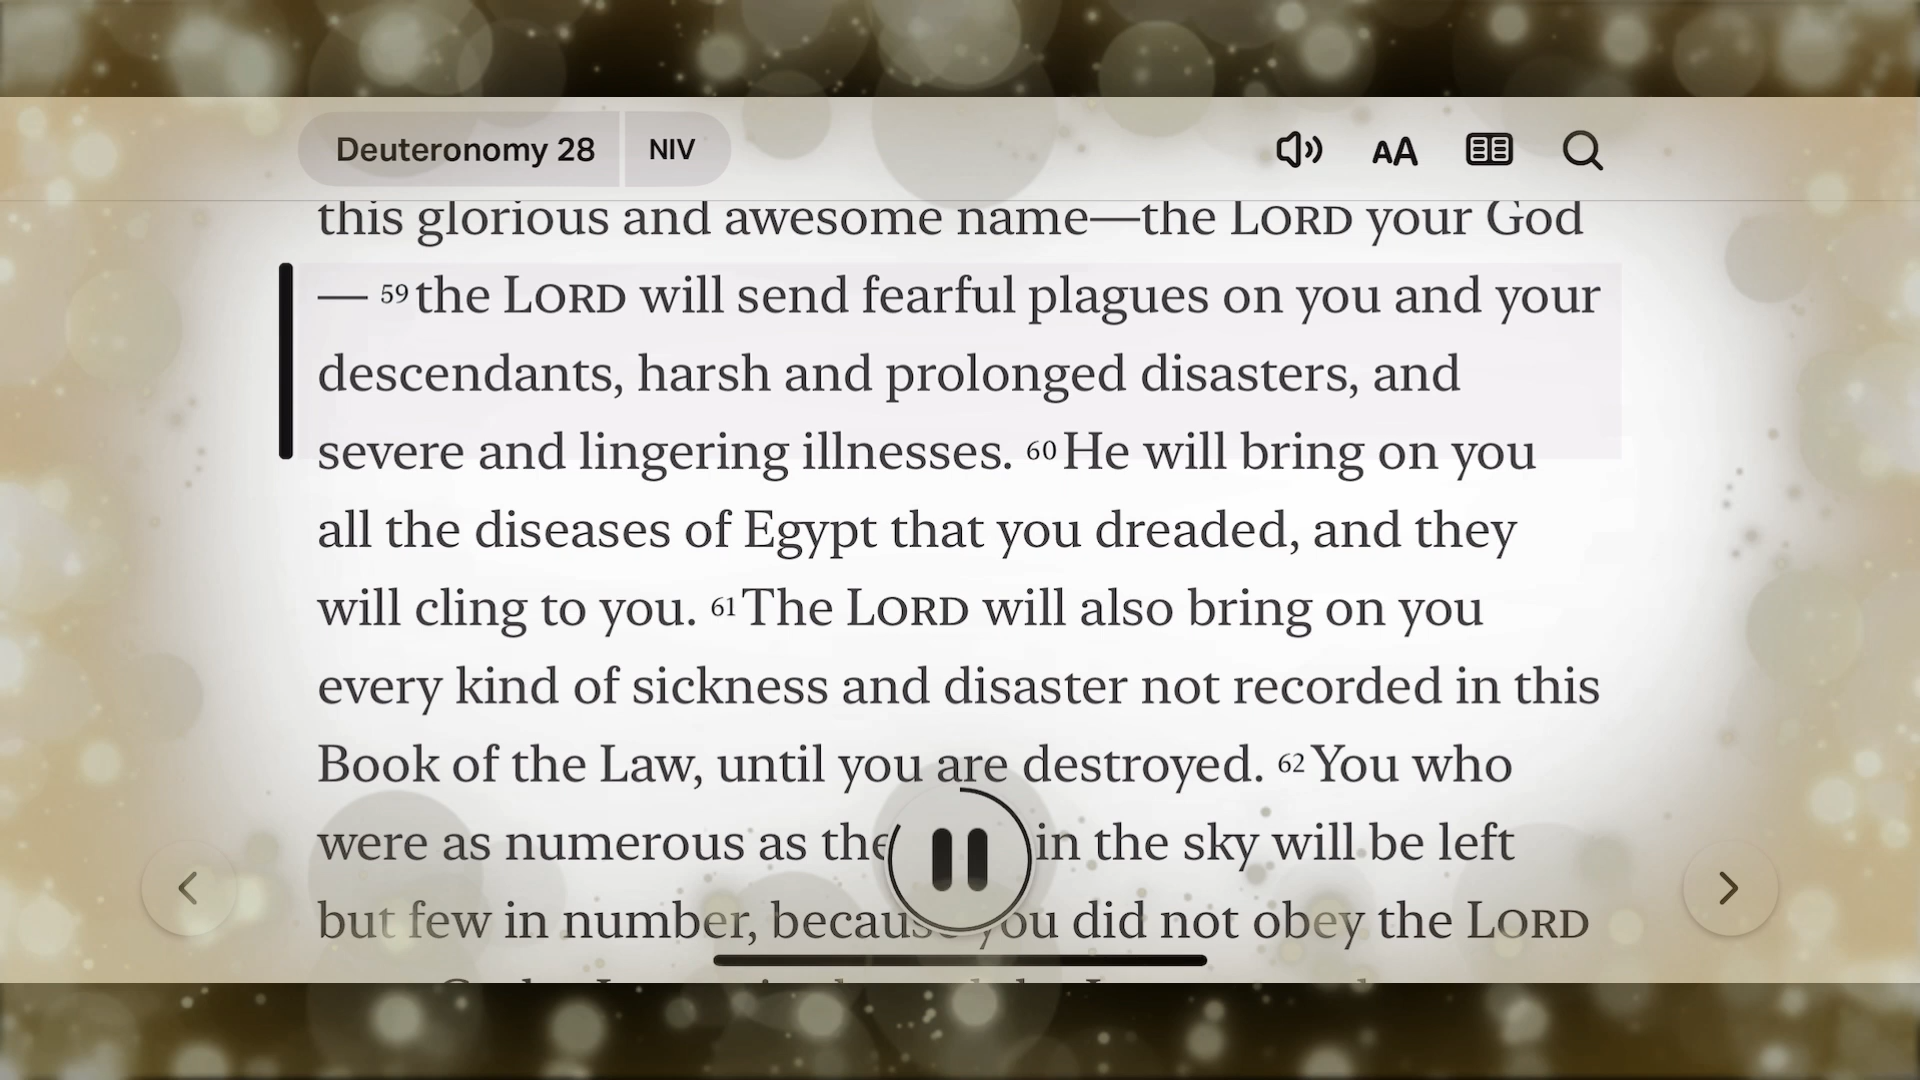 Deuteronomy 28 NIV AA
this glorious and awesome name—the LORD your God
— 59 the LORD will send fearful plagues on you and your
descendants, harsh and prolonged disasters, and
severe and lingering illnesses. 60 He will bring on you
all the diseases of Egypt that you dreaded, and they
will cling to you. 61 The LORD will also bring on you
every kind of sickness and disaster not recorded in this
Book of the Law, until you are destroyed. 62 You who
were as numerous as the in the sky will be left
but few in number, because you did not obey the LORD